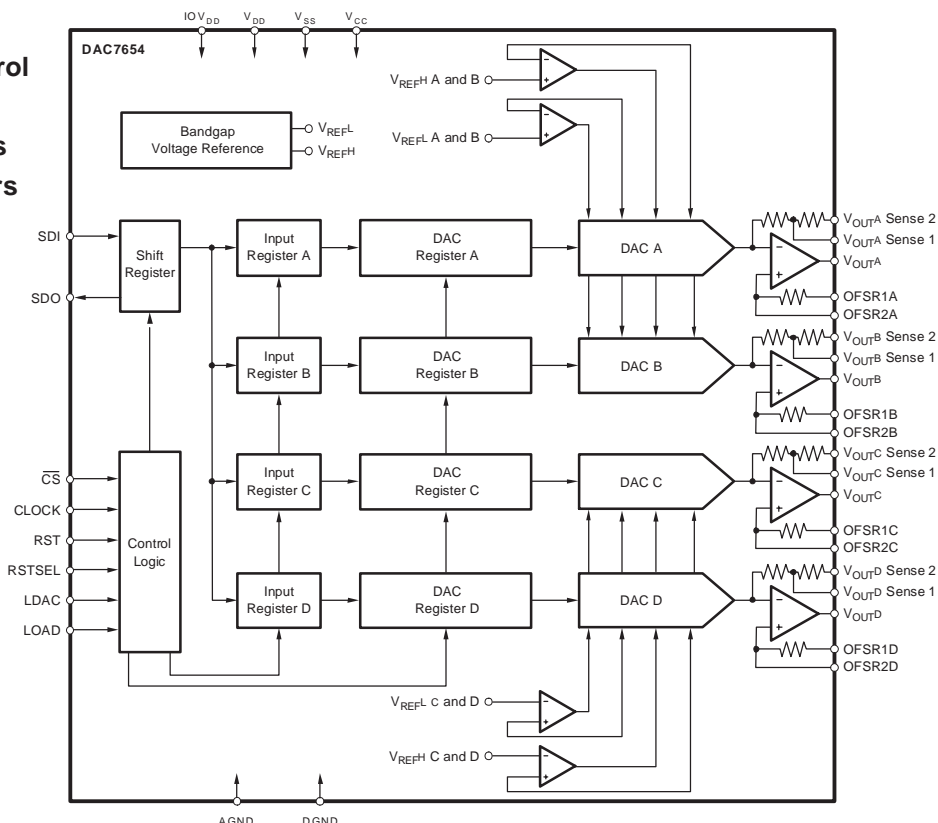 rol
s
rs
IOVDD VDD VSS VCC
DAC7654
VREFH A and B
VREFL A and B
Bandgap
Voltage Reference
VREFL
VREFH
SDI
Shift
Register
SDO
Input
Register A
DAC
Register A
DAC A
VOUTA Sense 2
VOUTA Sense 1
VOUTA
OFSR1A
OFSR2A
Input
Register B
DAC
Register B
DAC B
VOUTB Sense 2
VOUTB Sense 1
VOUTB
OFSR1B
OFSR2B
CS
CLOCK
RST
RSTSEL
LDAC
LOAD
Control
Logic
Input
Register C
DAC
Register C
DAC C
VOUTC Sense 2
VOUTC Sense 1
VOUTC
OFSR1C
OFSR2C
Input
Register D
DAC
Register D
DAC D
VOUTD Sense 2
VOUTD Sense 1
VOUTD
OFSR1D
OFSR2D
VREFL C and D
VREFH C and D
AGND DGND